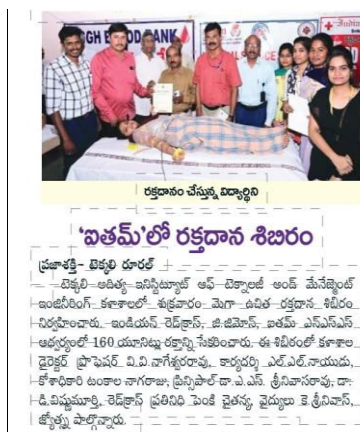 GH BLOOD BANK
రక్తదానం చేస్తున్న విద్యార్థిని
'ఐతమ్'లో రక్తదాన శిబిరం
ప్రజాశక్తి- టెక్కలి రూరల్
టెక్కలి ఆదిత్య ఇనిస్టిట్యూట్ ఆఫ్ టెక్నాలజీ అండ్ మేనేజ్మెంట్
ఇంజినీరింగ్ కళాశాలలో శుక్రవారం మెగా ఉచిత రక్తదాన శిబిరం
నిర్వహించారు. ఇండియన్ రెడ్‌క్రాస్, జి.జిమోస్, ఐతమ్ ఎన్ఎస్ఎస్
ఆధ్వర్యంలో 160 యూనిట్లు రక్తాన్ని సేకరించారు. ఈ శిబిరంలో కళాశాల
డైరెక్టర్ ప్రొఫెసర్ వి.వి.నాగేశ్వరరావు, కార్యదర్శి ఎల్.ఎల్.నాయుడు,
కోశాధికారి టంకాల నాగరాజు, ప్రిన్సిపాల్ డా.ఎ.ఎస్. శ్రీనివాసరావు, డా.
డి.విష్ణుమూర్తి, రెడ్‌క్రాస్ ప్రతినిధి పెంకి చైతన్య, వైద్యులు కె.శ్రీనివాస్,
జ్యోత్స్న పాల్గొన్నారు.